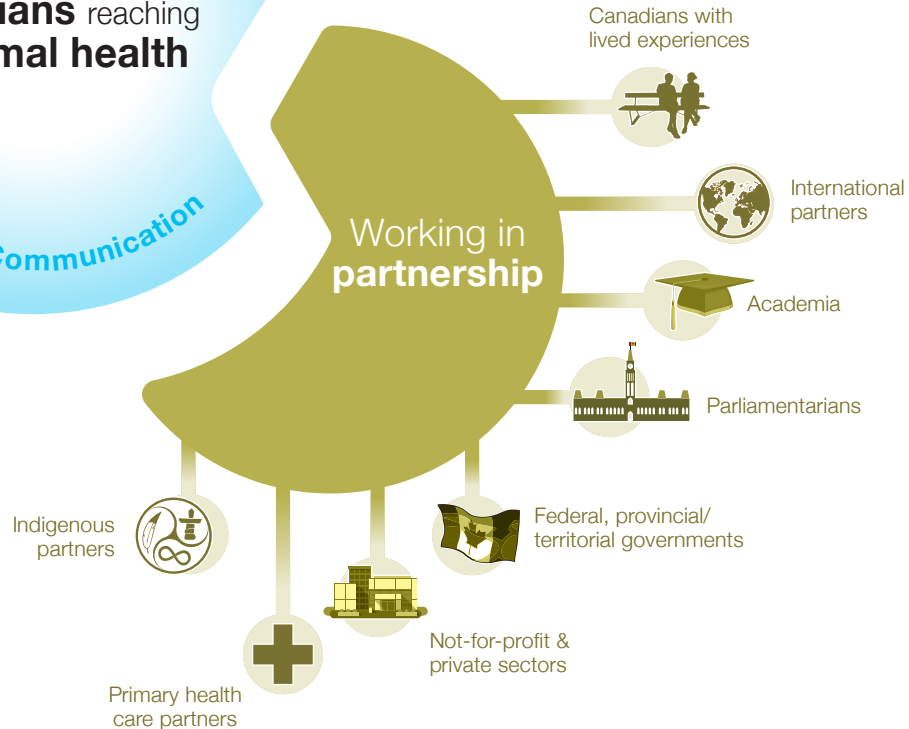 ians reaching
mal health
Communication
Working in
partnership
Canadians with
lived experiences
International
partners
Academia
Parliamentarians
Federal, provincial/
territorial governments
Not-for-profit &
private sectors
Primary health
care partners
Indigenous
partners